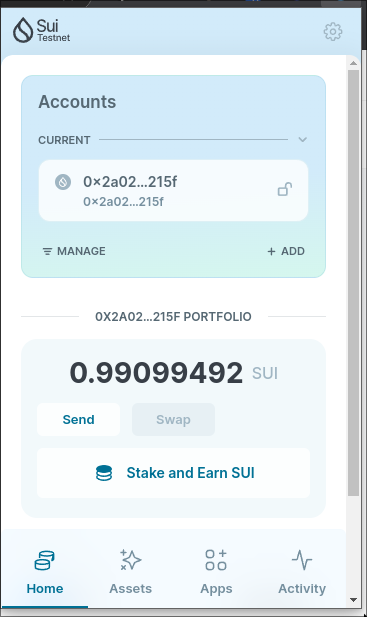 Sui
Testnet
Accounts
CURRENT
0×2a02...215f
0×2a02...215f
MANAGE
+ ADD
0X2A02...215F PORTFOLIO
0.99099492 SUI
Send
Swap
Stake and Earn SUI
Home
Assets
Apps
Activity